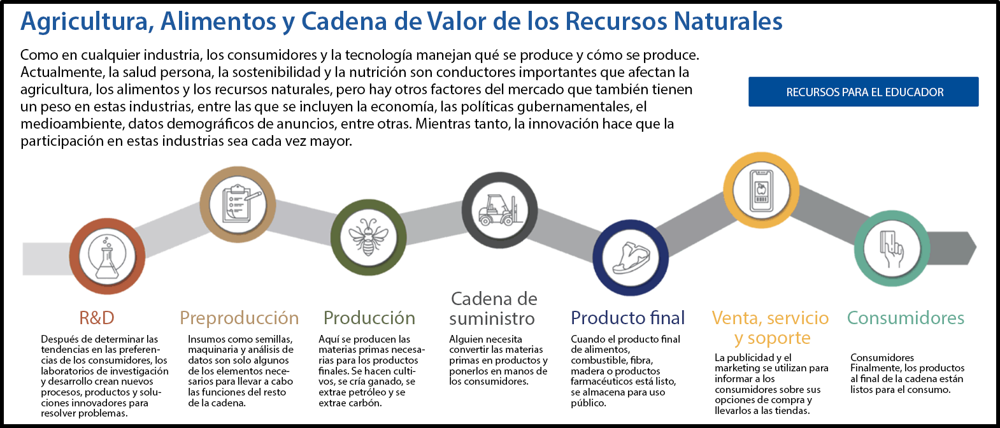 Agricultura, Alimentos y Cadena de Valor de los Recursos Naturales
Como en cualquier industria, los consumidores y la tecnología manejan qué se produce y cómo se produce.
Actualmente, la salud persona, la sostenibilidad y la nutrición son conductores importantes que afectan la
agricultura, los alimentos y los recursos naturales, pero hay otros factores del mercado que también tienen
un peso en estas industrias, entre las que se incluyen la economía, las políticas gubernamentales, el
medioambiente, datos demográficos de anuncios, entre otras. Mientras tanto, la innovación hace que la
participación en estas industrias sea cada vez mayor.
RECURSOS PARA EL EDUCADOR
R&D
Después de determinar las
tendencias en las preferen-
cias de los consumidores, los
laboratorios de investigación
y desarrollo crean nuevos
procesos, productos y solu-
ciones innovadores para
resolver problemas.
Preproducción
Insumos como semillas,
maquinaria y análisis de
datos son solo algunos
de los elementos nece-
sarios para llevar a cabo
las funciones del resto
de la cadena.
Producción
Aquí se producen las
materias primas necesa-
rias para los productos
finales. Se hacen culti-
vos, se cría ganado, se
extrae petróleo y se
extrae carbón.
Cadena de
suministro
Alguien necesita
convertir las materias
primas en productos y
ponerlos en manos de
los consumidores.
Producto final
Cuando el producto final
de alimentos,
combustible, fibra,
madera o productos
farmacéuticos está listo,
se almacena para uso
público.
Venta, servicio
y soporte
La publicidad y el
marketing se utilizan para
informar a los
consumidores sobre sus
opciones de compra y
llevarlos a las tiendas.
Consumidores
Consumidores
Finalmente, los productos
al final de la cadena están
listos para el consumo.